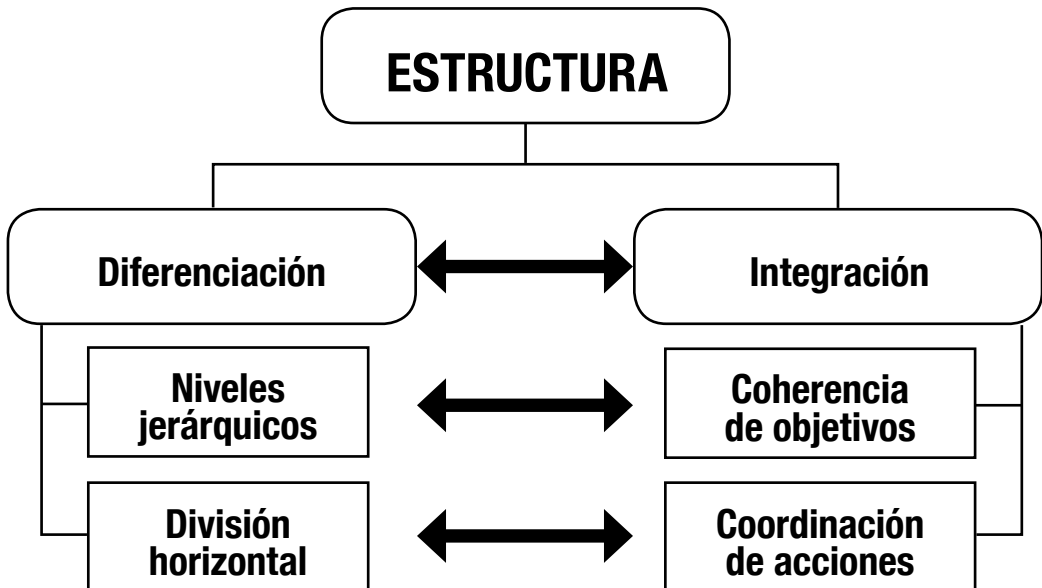 ESTRUCTURA
Diferenciación
Integración
Niveles
jerárquicos
Coherencia
de objetivos
División
horizontal
Coordinación
de acciones